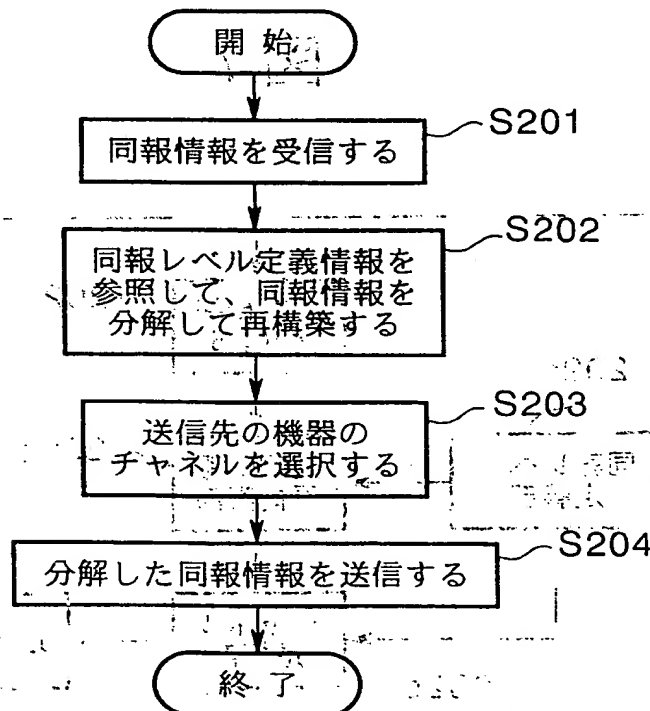 開始
同報情報を受信する
S201
同報レベル定義情報を
参照して、同報情報を
分解して再構築する
S202
送信先の機器の
チャネルを選択する
S203
分解した同報情報を送信する
S204
終了